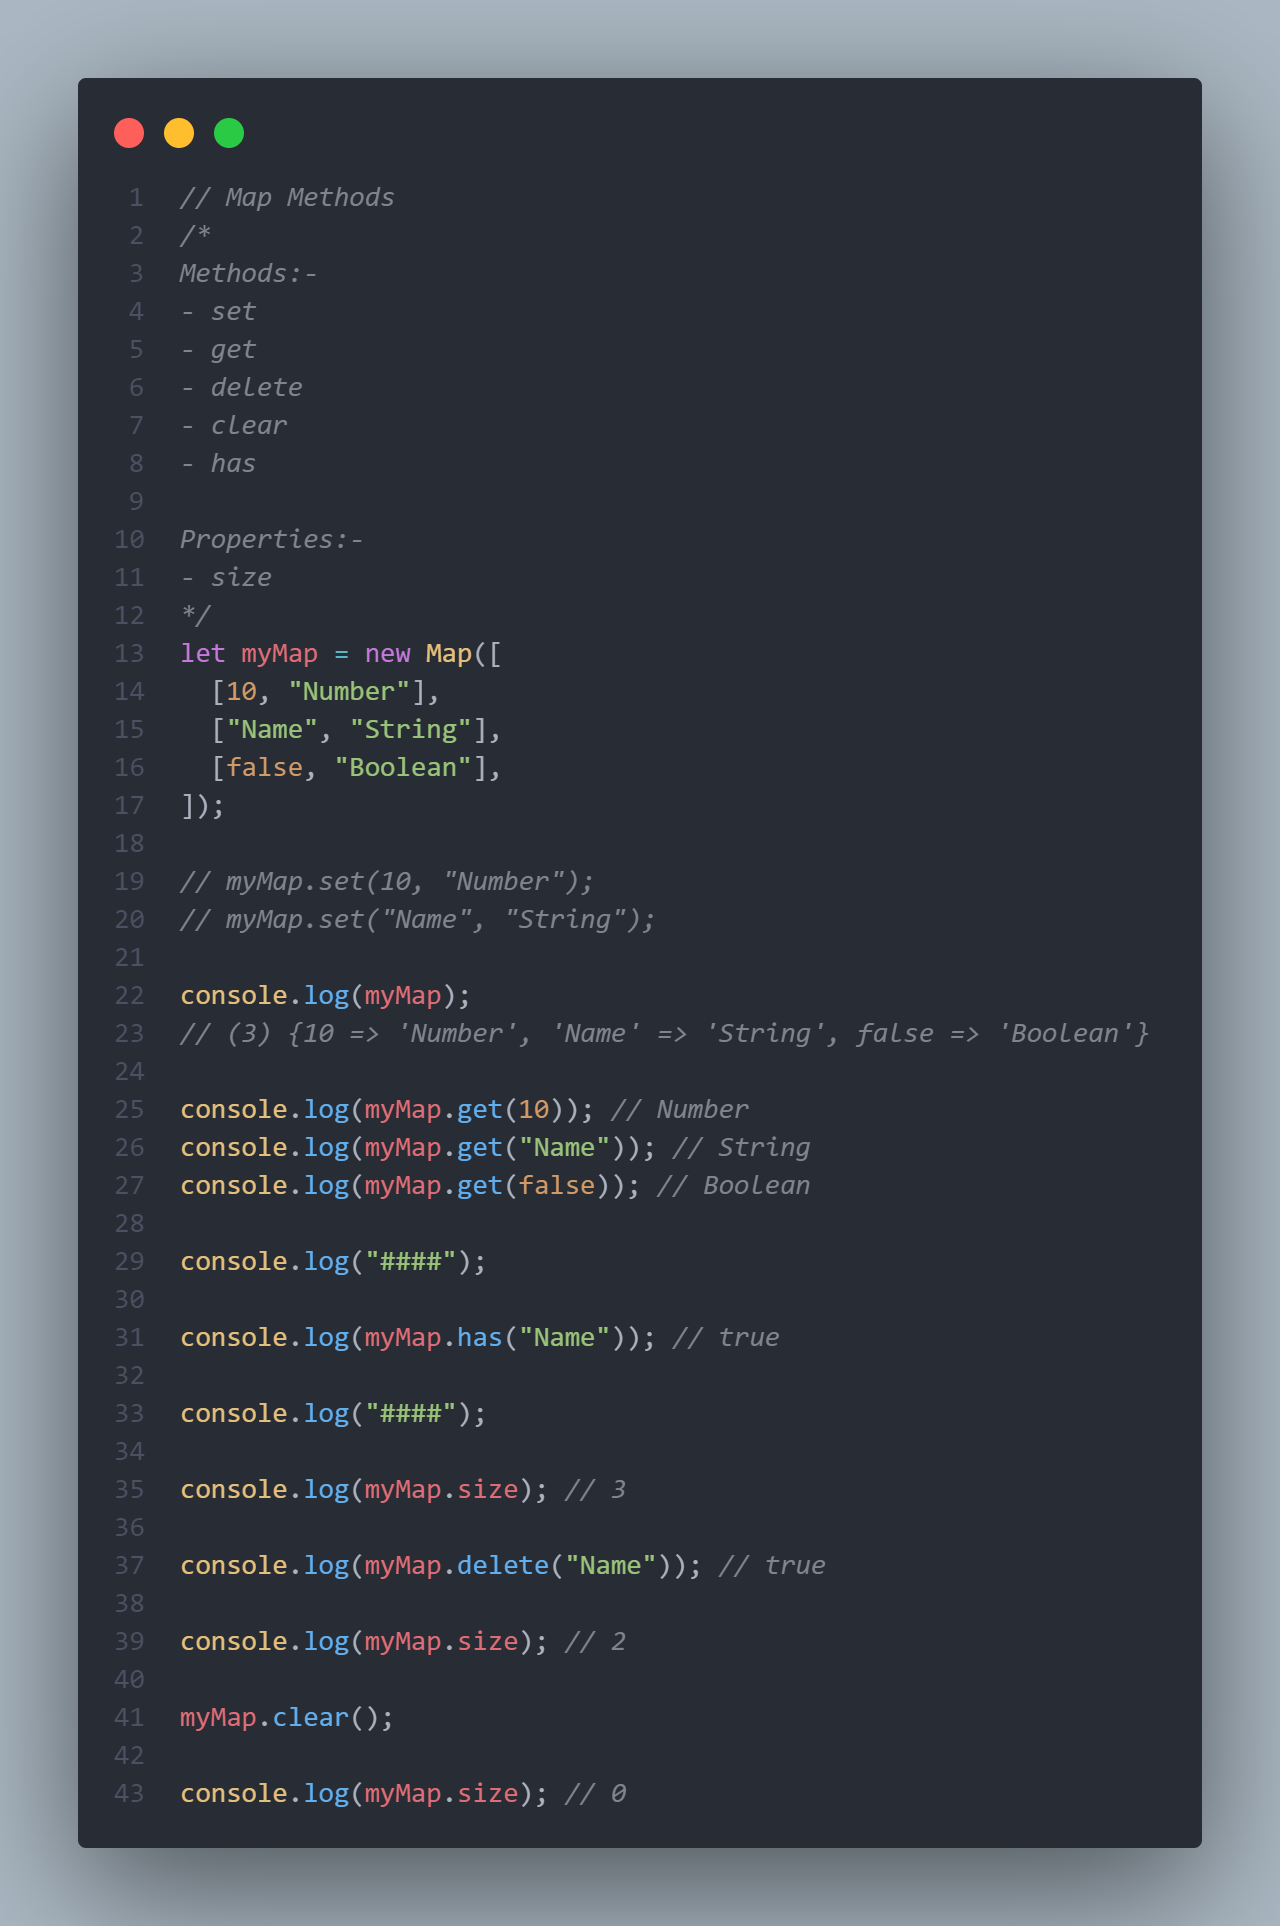 1 // Map Methods
2 /*
3 Methods:-
4 - set
5 - get
6 - delete
7 - clear
8 - has
9
10 Properties:-
11 - size
12 */
13 let myMap = new Map([
14   [10, "Number"],
15   ["Name", "String"],
16   [false, "Boolean"],
17 ]);
18
19 // myMap.set(10, "Number");
20 // myMap.set("Name", "String");
21
22 console.log(myMap);
23 // (3) {10 => 'Number', 'Name' => 'String', false => 'Boolean'}
24
25 console.log(myMap.get(10)); // Number
26 console.log(myMap.get("Name")); // String
27 console.log(myMap.get(false)); // Boolean
28
29 console.log("####");
30
31 console.log(myMap.has("Name")); // true
32
33 console.log("####");
34
35 console.log(myMap.size); // 3
36
37 console.log(myMap.delete("Name")); // true
38
39 console.log(myMap.size); // 2
40
41 myMap.clear();
42
43 console.log(myMap.size); // 0